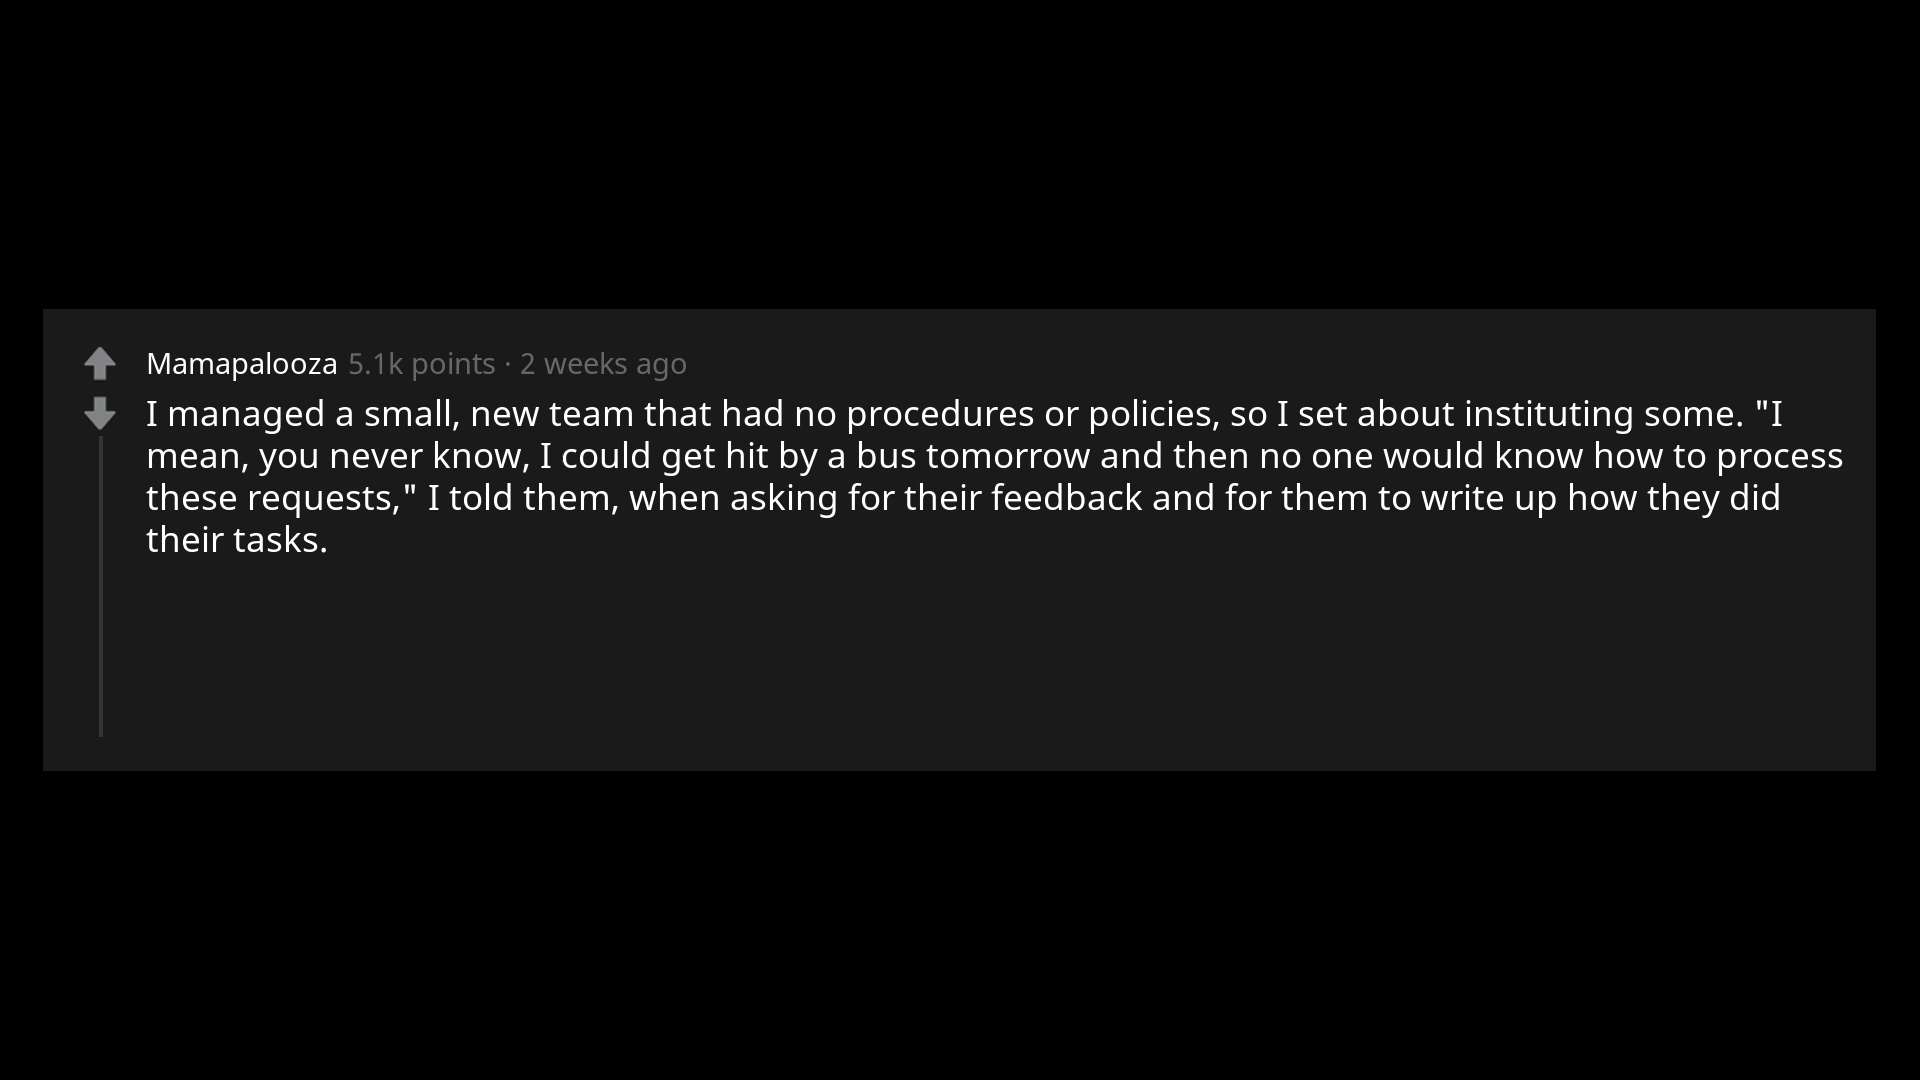 Mamapalooza 5.1k points · 2 weeks ago
I managed a small, new team that had no procedures or policies, so I set about instituting some. "I
mean, you never know, I could get hit by a bus tomorrow and then no one would know how to process
these requests," I told them, when asking for their feedback and for them to write up how they did
their tasks.